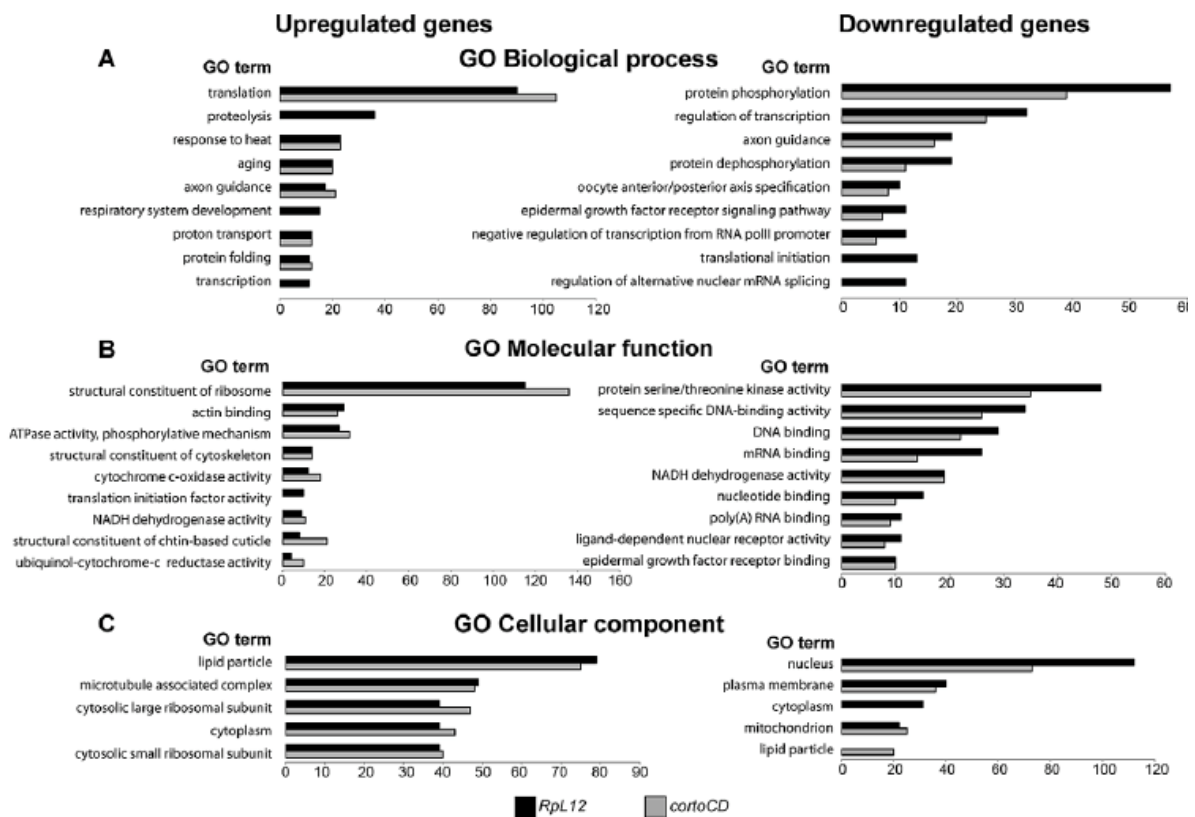 Upregulated genes
Downregulated genes
A
GO Biological process
GO term
translation
proteolysis
response to heat
aging
axon guidance
respiratory system development
proton transport
protein folding
transcription
0 20 40 60 80 100 120
GO term
protein phosphorylation
regulation of transcription
axon guidance
protein dephosphorylation
oocyte anterior/posterior axis specification
epidermal growth factor receptor signaling pathway
negative regulation of transcription from RNA polII promoter
translational initiation
regulation of alternative nuclear mRNA splicing
0 10 20 30 40 50 60
B
GO Molecular function
GO term
structural constituent of ribosome
actin binding
ATPase activity, phosphorylative mechanism
structural constituent of cytoskeleton
cytochrome c-oxidase activity
translation initiation factor activity
NADH dehydrogenase activity
structural constituent of chtin-based cuticle
ubiquinol-cytochrome-c reductase activity
0 20 40 60 80 100 120 140 160
GO term
protein serine/threonine kinase activity
sequence specific DNA-binding activity
DNA binding
mRNA binding
NADH dehydrogenase activity
nucleotide binding
poly(A) RNA binding
ligand-dependent nuclear receptor activity
epidermal growth factor receptor binding
0 10 20 30 40 50 60
C
GO Cellular component
GO term
lipid particle
microtubule associated complex
cytosolic large ribosomal subunit
cytoplasm
cytosolic small ribosomal subunit
0 10 20 30 40 50 60 70 80 90
GO term
nucleus
plasma membrane
cytoplasm
mitochondrion
lipid particle
0 20 40 60 80 100 120
RpL12
cortoCD